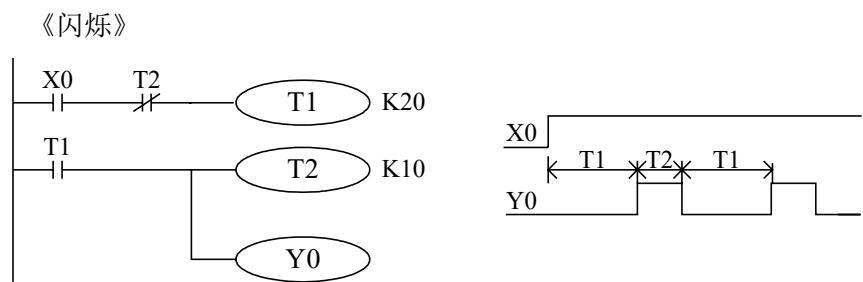 《闪烁》
X0 T2 T1 K20
T1 T2 K10
Y0
X0 T1 T2 T1
Y0